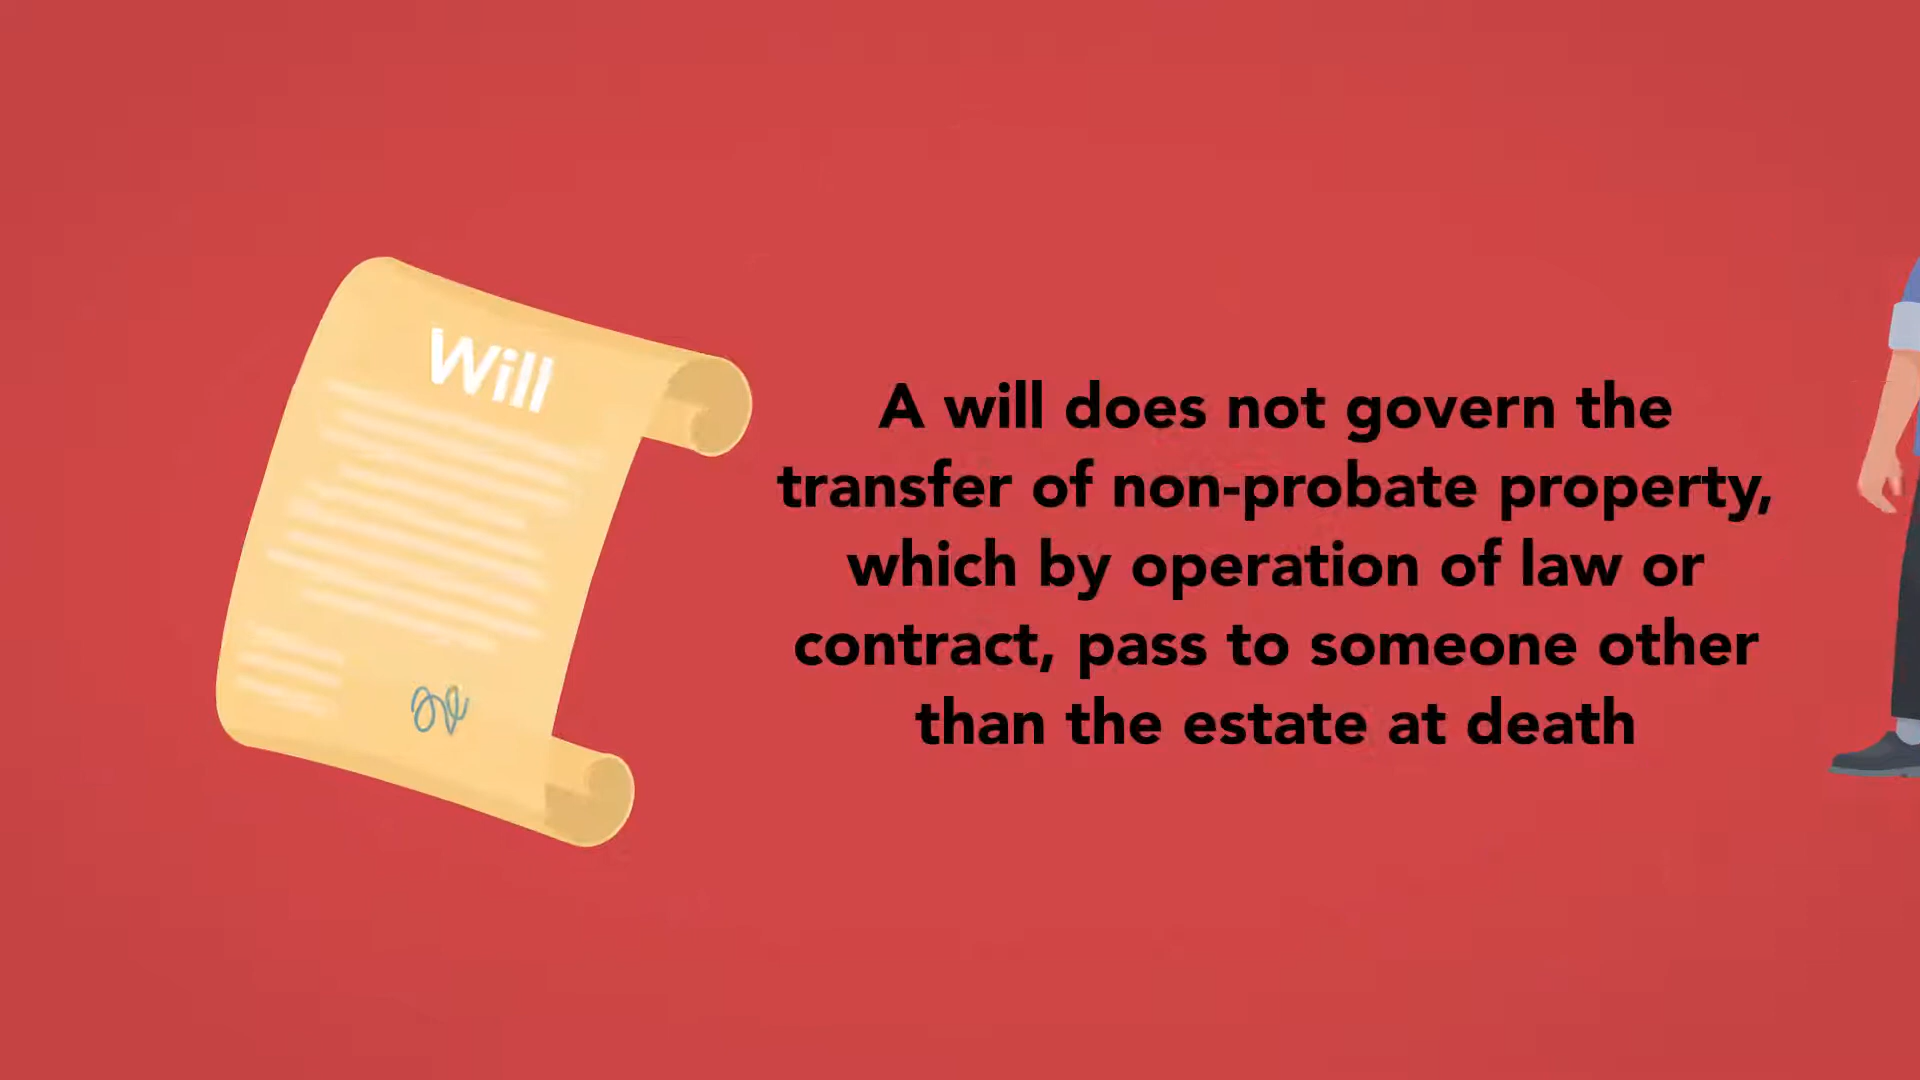 Will
A will does not govern the
transfer of non-probate property,
which by operation of law or
contract, pass to someone other
than the estate at death